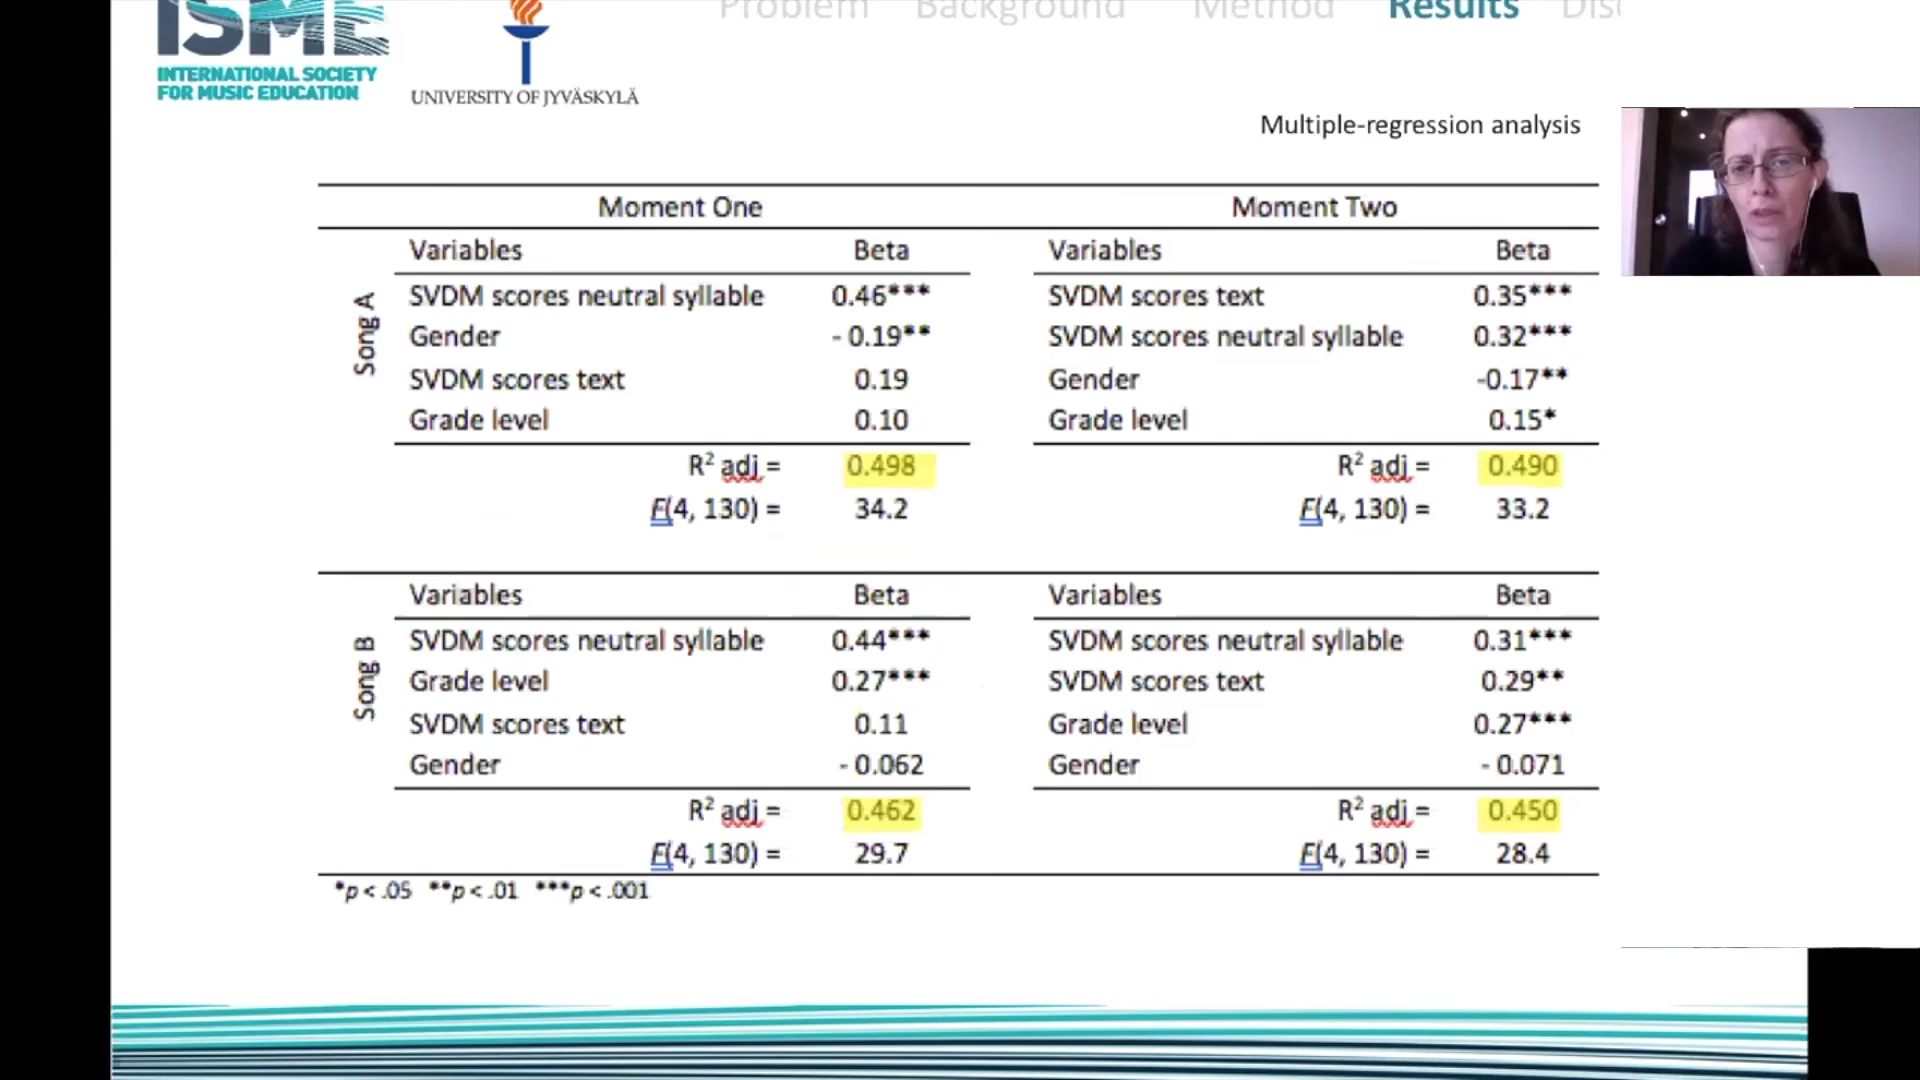 Problem Background Method Results
ISME
INTERNATIONAL SOCIETY
FOR MUSIC EDUCATION
UNIVERSITY OF JYVÄSKYLÄ
Multiple-regression analysis
Moment One Moment Two
Song A
Variables Beta Variables Beta
SVDM scores neutral syllable 0.46*** SVDM scores text 0.35***
Gender - 0.19** SVDM scores neutral syllable 0.32***
SVDM scores text 0.19 Gender -0.17**
Grade level 0.10 Grade level 0.15*
R² adj = 0.498 R² adj = 0.490
F(4, 130) = 34.2 F(4, 130) = 33.2
Song B
Variables Beta Variables Beta
SVDM scores neutral syllable 0.44*** SVDM scores neutral syllable 0.31***
Grade level 0.27*** SVDM scores text 0.29**
SVDM scores text 0.11 Grade level 0.27***
Gender - 0.062 Gender - 0.071
R² adj = 0.462 R² adj = 0.450
F(4, 130) = 29.7 F(4, 130) = 28.4
*p < .05 **p < .01 ***p < .001